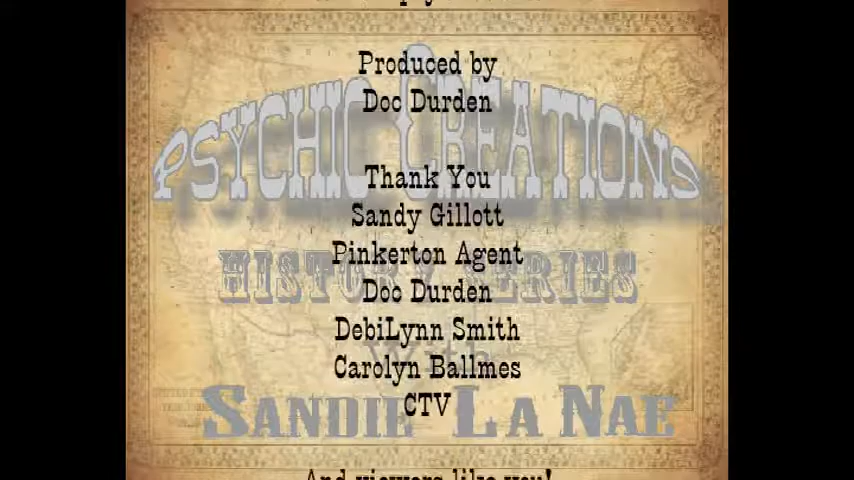 Produced by
Doc Durden
PSYCHIC CREATIONS
Thank You
Sandy Gillott
Pinkerton Agent
HISTORY SERIES
Doc Durden
DebiLynn Smith
With
Carolyn Ballmes
CTV
SANDIE LA NAE
And viewers like you!